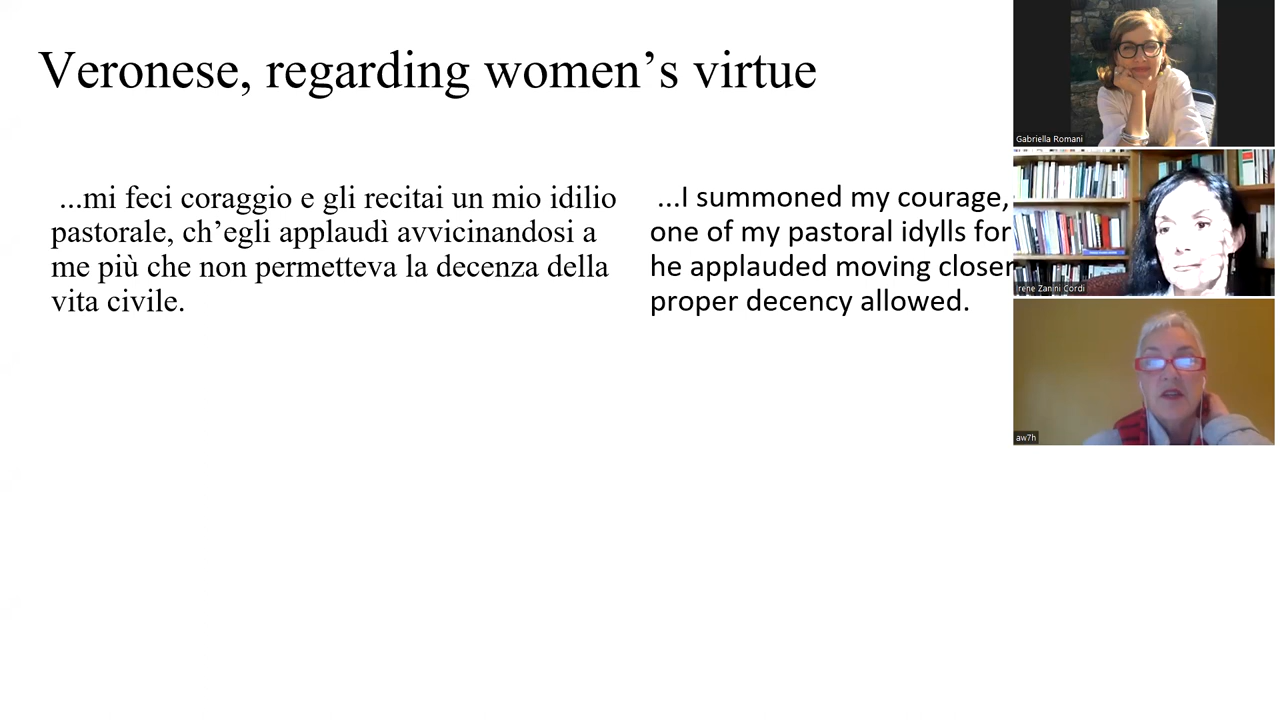 Veronese, regarding women’s virtue
...mi feci coraggio e gli recitai un mio idilio
pastorale, ch’egli applaudì avvicinandosi a
me più che non permetteva la decenza della
vita civile.
...I summoned my courage,
one of my pastoral idylls for
he applauded moving closer
proper decency allowed.
Gabriella Romani
Irene Zanini Cordi
aw7h